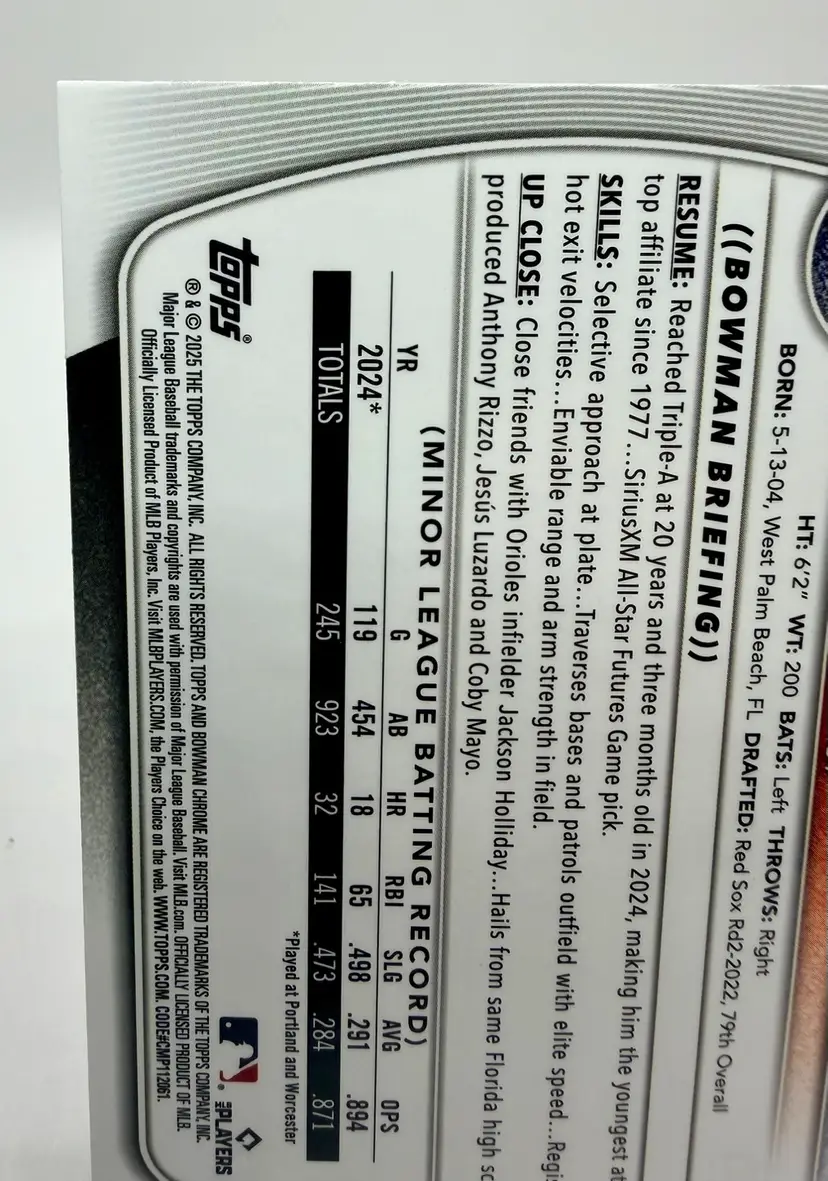 HT: 6'2" WT: 200 BATS: Left THROWS: Right
BORN: 5-13-04, West Palm Beach, FL DRAFTED: Red Sox Rd2-2022, 79th Overall
((BOWMAN BRIEFING))
RESUME: Reached Triple-A at 20 years and three months old in 2024, making him the youngest at
top affiliate since 1977....SiriusXM All-Star Futures Game pick.
SKILLS: Selective approach at plate...Traverses bases and patrols outfield with elite speed...Regis
hot exit velocities...Enviable range and arm strength in field.
UP CLOSE: Close friends with Orioles infielder Jackson Holliday...Hails from same Florida high sc
produced Anthony Rizzo, Jesús Luzardo and Coby Mayo.
(MINOR LEAGUE BATTING RECORD)
YR G AB HR RBI SLG AVG OPS
2024* 119 454 18 65 .498 .291 .894
TOTALS 245 923 32 141 .473 .284 .871
*Played at Portland and Worcester
topps®
MLB PLAYERS
® & © 2025 THE TOPPS COMPANY, INC. ALL RIGHTS RESERVED. TOPPS AND BOWMAN CHROME ARE REGISTERED TRADEMARKS OF THE TOPPS COMPANY, INC.
Major League Baseball trademarks and copyrights are used with permission of Major League Baseball. Visit MLB.com. OFFICIALLY LICENSED PRODUCT OF MLB.
Officially Licensed Product of MLB Players, Inc. Visit MLBPLAYERS.COM, the Players Choice on the web. WWW.TOPPS.COM. CODE#CMP112061.